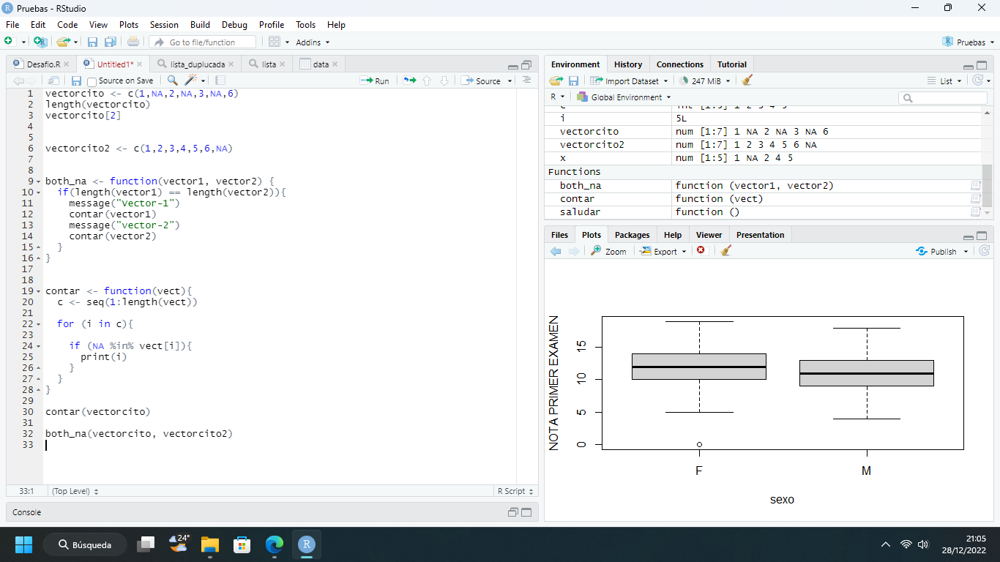 Pruebas - RStudio
File Edit Code View Plots Session Build Debug Profile Tools Help
Go to file/function Addins Pruebas
Desafio.R Untitled1* lista_duplucada lista data
Source on Save Run Source
1 vectorcito <- c(1,NA,2,NA,3,NA,6)
2 length(vectorcito)
3 vectorcito[2]
4
5
6 vectorcito2 <- c(1,2,3,4,5,6,NA)
7
8
9 both_na <- function(vector1, vector2) {
10 if(length(vector1) == length(vector2)){
11 message("Vector-1")
12 contar(vector1)
13 message("vector-2")
14 contar(vector2)
15 }
16 }
17
18
19 contar <- function(vect){
20 c <- seq(1:length(vect))
21
22 for (i in c){
23
24 if (NA %in% vect[i]){
25 print(i)
26 }
27 }
28 }
29
30 contar(vectorcito)
31
32 both_na(vectorcito, vectorcito2)
33
33:1 (Top Level) R Script
Console
Environment History Connections Tutorial
Import Dataset 247 MiB List
R Global Environment
i 5L
vectorcito num [1:7] 1 NA 2 NA 3 NA 6
vectorcito2 num [1:7] 1 2 3 4 5 6 NA
x num [1:5] 1 NA 2 4 5
Functions
both_na function (vector1, vector2)
contar function (vect)
saludar function ()
Files Plots Packages Help Viewer Presentation
Zoom Export Publish
NOTA PRIMER EXAMEN
15
10
5
0
F M
sexo
Búsqueda 24° 21:05
28/12/2022